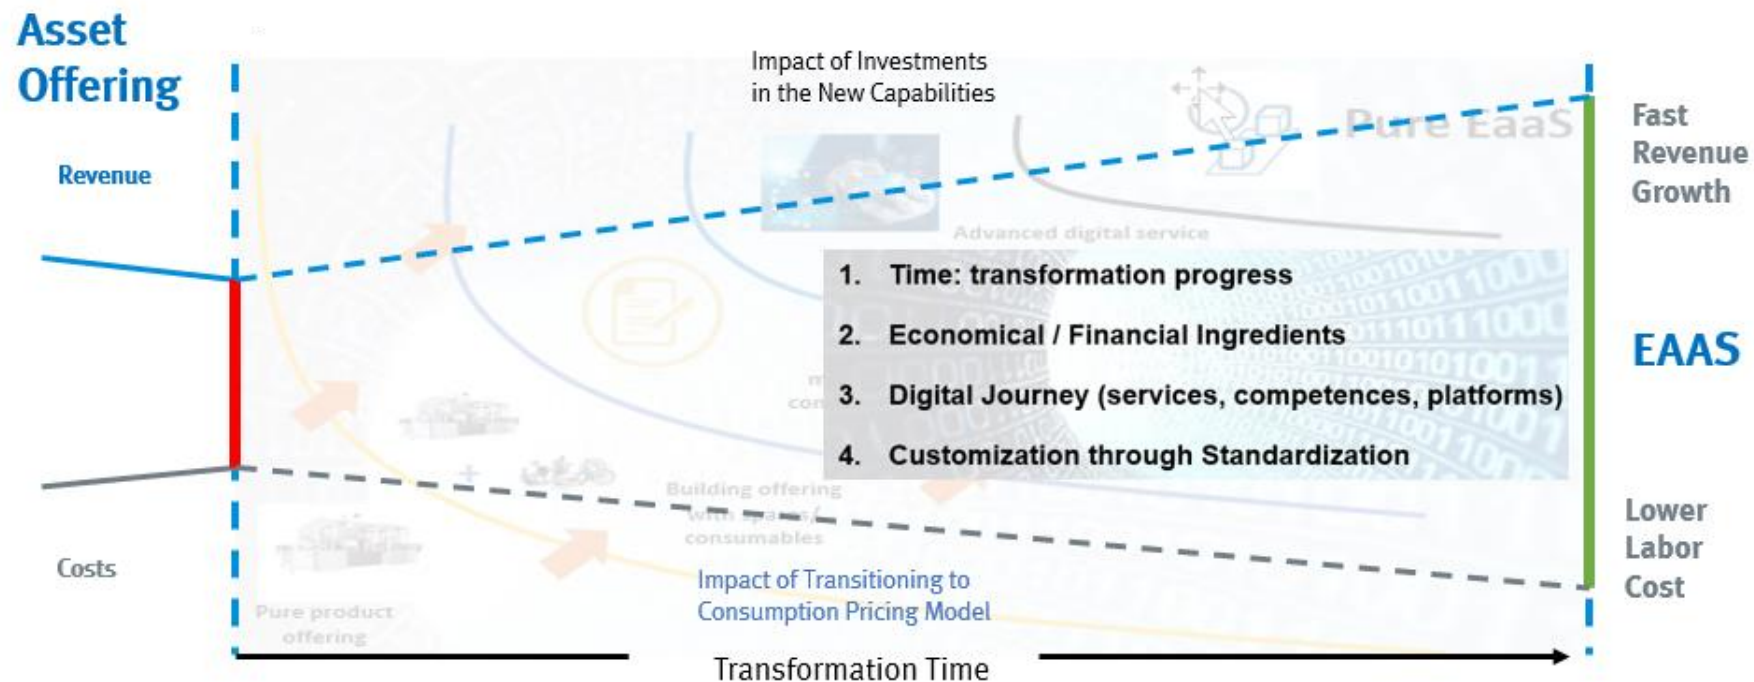 Asset
Offering
Revenue
Costs
Impact of Investments
in the New Capabilities
Pure EaaS
Advanced digital service
1. Time: transformation progress
2. Economical / Financial Ingredients
3. Digital Journey (services, competences, platforms)
4. Customization through Standardization
Building offering
with spares/
consumables
Impact of Transitioning to
Consumption Pricing Model
Pure product
offering
Transformation Time
Fast
Revenue
Growth
EAAS
Lower
Labor
Cost